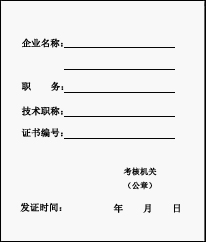 企业名称：
职　　务：
技术职称：
证书编号：
考核机关
（公章）
发证时间：　　　年　月　日